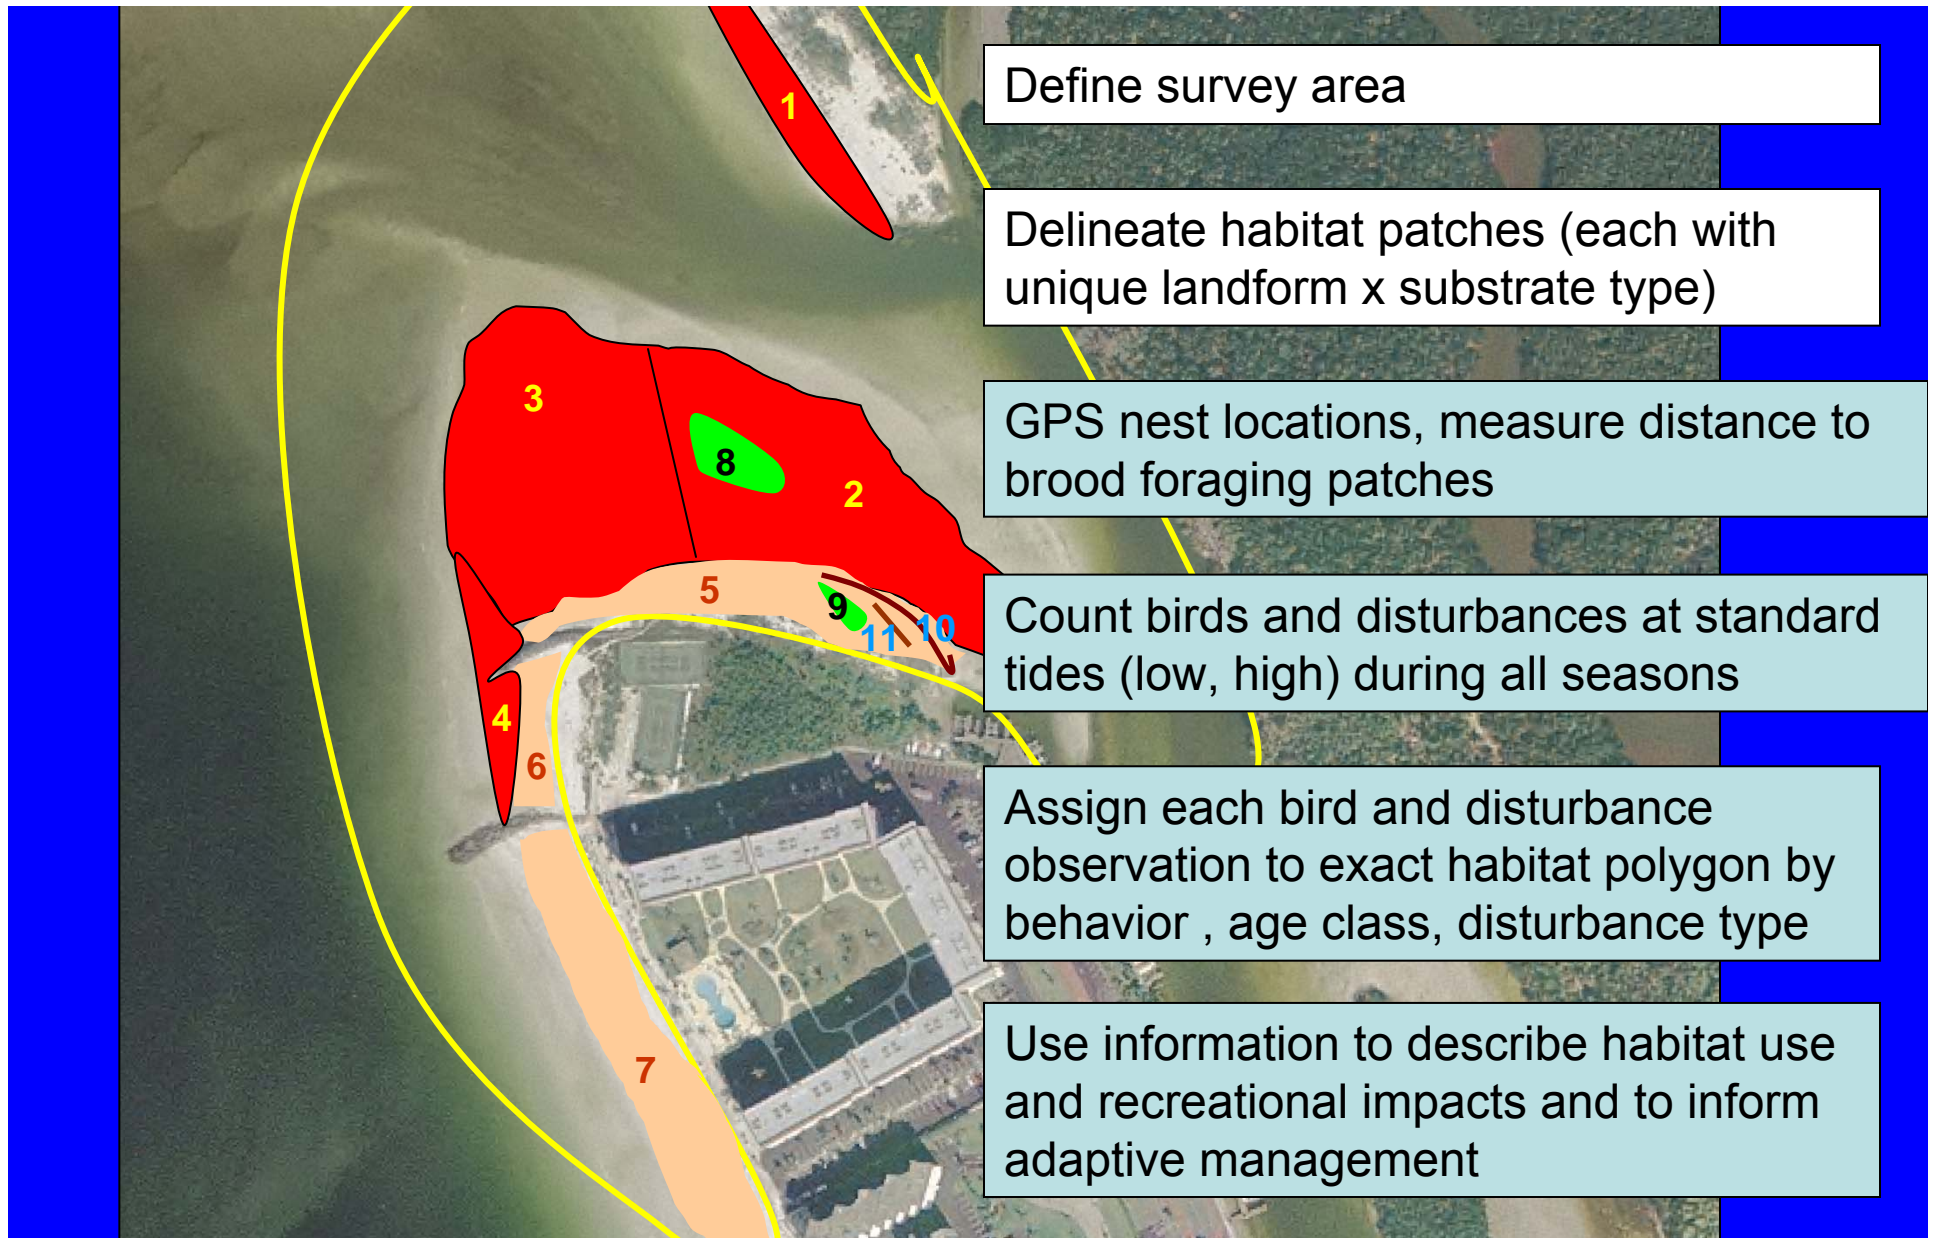 Define survey area
Delineate habitat patches (each with
unique landform x substrate type)
GPS nest locations, measure distance to
brood foraging patches
Count birds and disturbances at standard
tides (low, high) during all seasons
Assign each bird and disturbance
observation to exact habitat polygon by
behavior , age class, disturbance type
Use information to describe habitat use
and recreational impacts and to inform
adaptive management
1
3
8
2
5
9
11
10
4
6
7